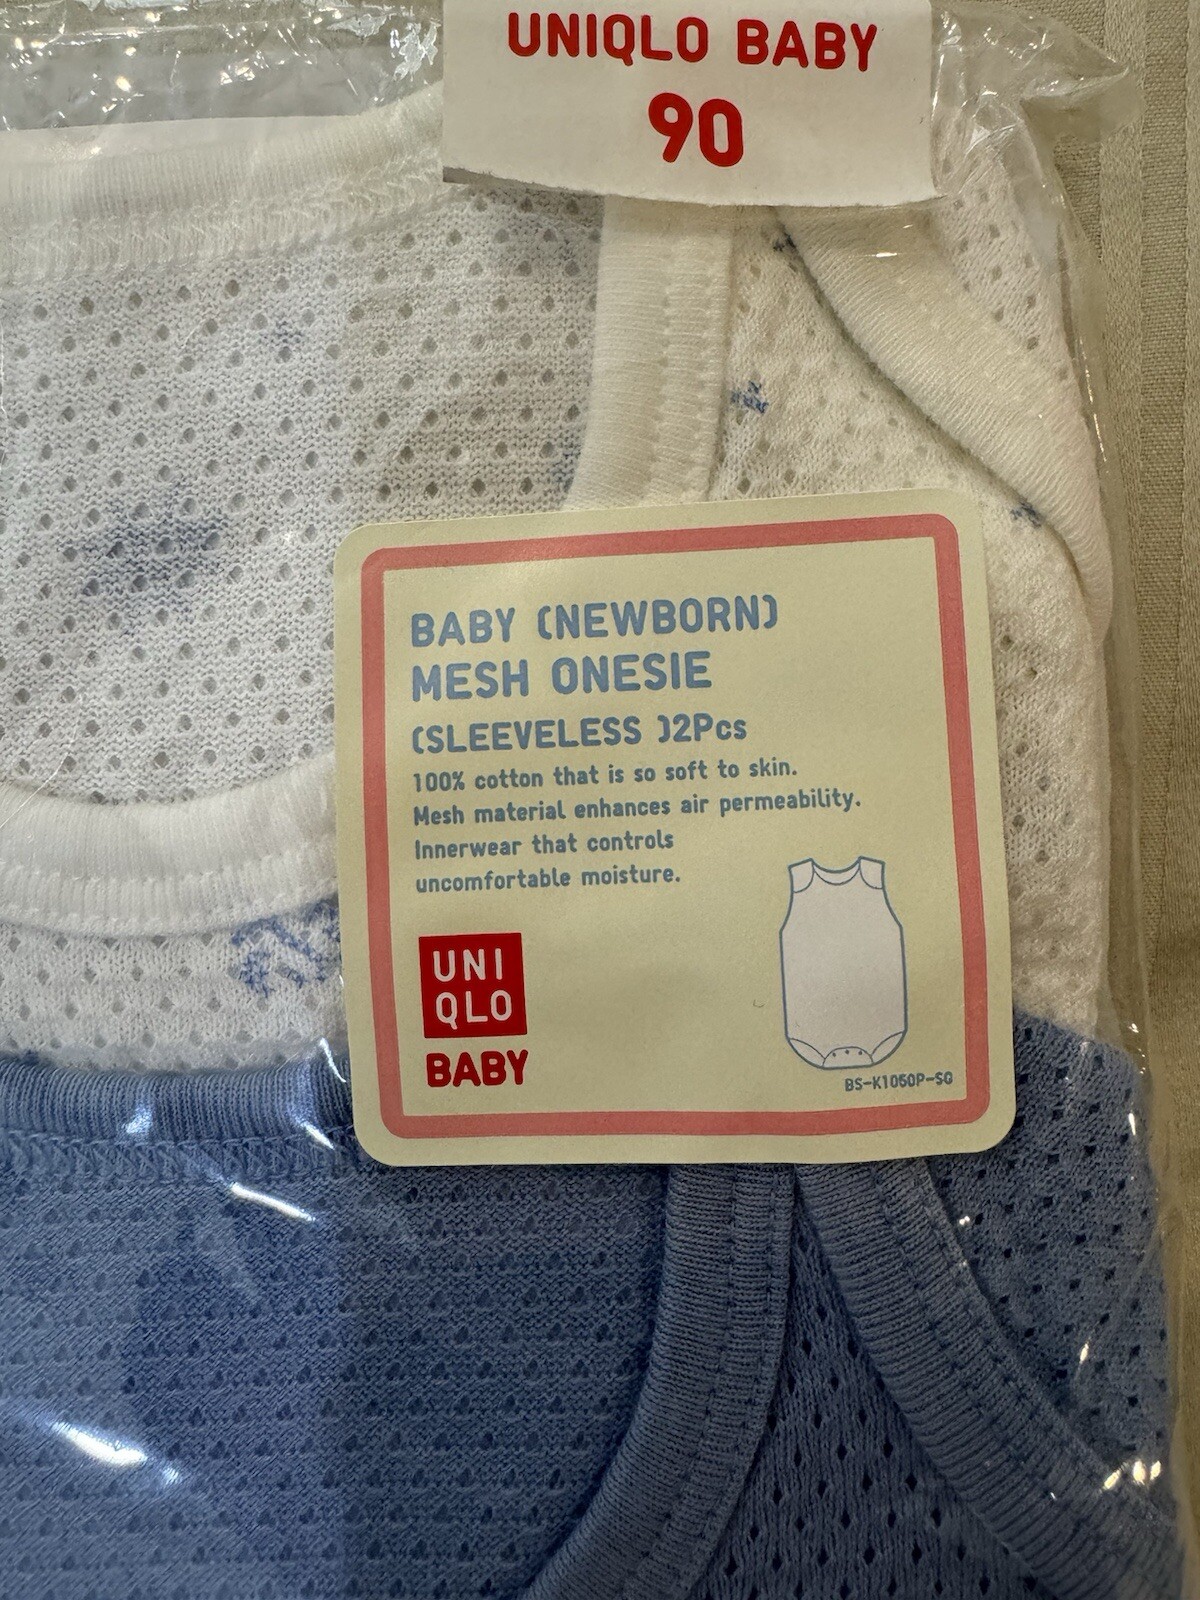 UNIQLO BABY
90
BABY (NEWBORN)
MESH ONESIE
(SLEEVELESS )2Pcs
100% cotton that is so soft to skin.
Mesh material enhances air permeability.
Innerwear that controls
uncomfortable moisture.
UNI
QLO
BABY
BS-K1050P-SG